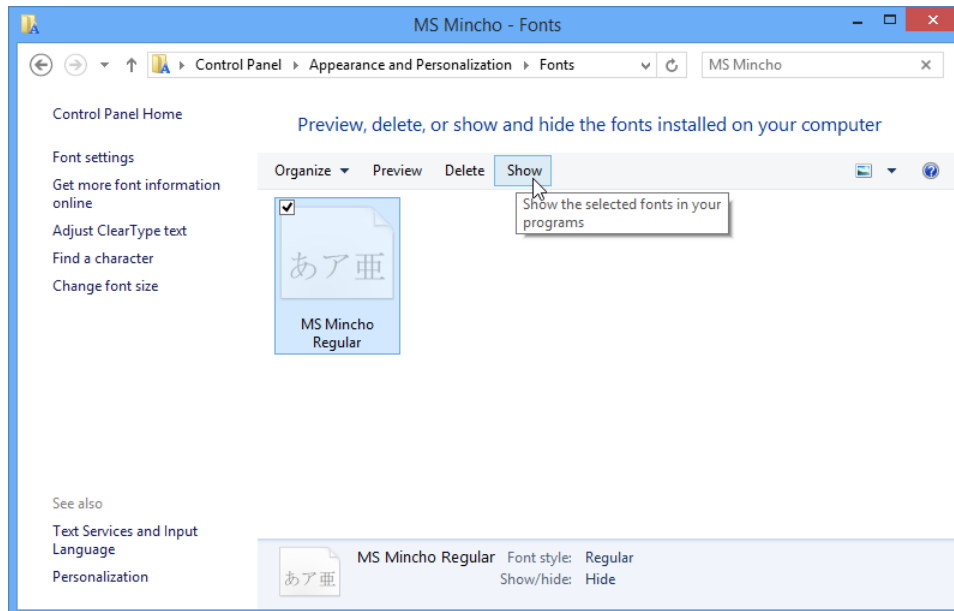 MS Mincho - Fonts
Control Panel Appearance and Personalization Fonts MS Mincho
Control Panel Home
Font settings
Get more font information
online
Adjust ClearType text
Find a character
Change font size
See also
Text Services and Input
Language
Personalization
Preview, delete, or show and hide the fonts installed on your computer
Organize Preview Delete Show
Show the selected fonts in your
programs
あア亜
MS Mincho
Regular
あア亜
MS Mincho Regular Font style: Regular
Show/hide: Hide